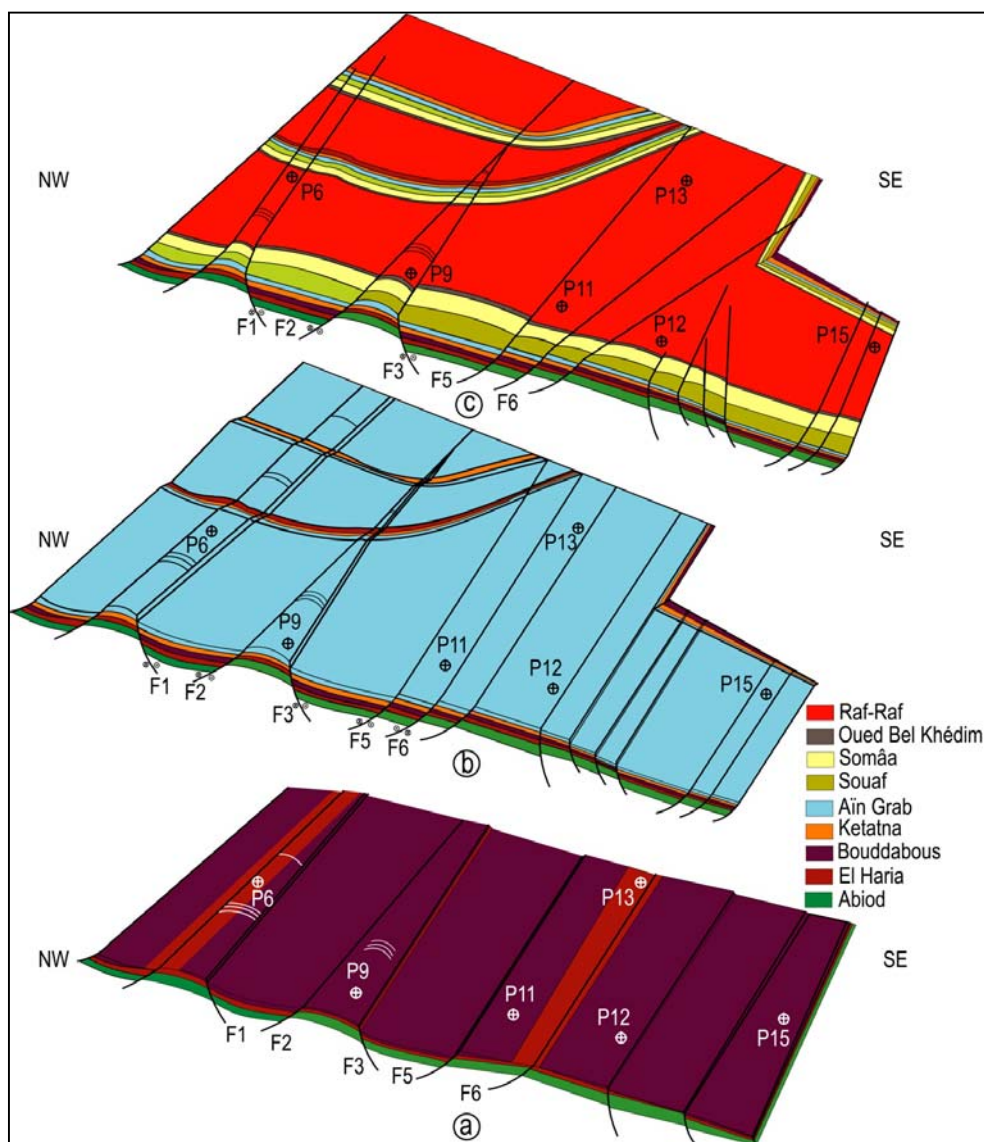 NW
SE
P6
P13
P9
P11
P12
P15
F1
F2
F3
F5
F6
c
NW
SE
P6
P13
P9
P11
P12
P15
F1
F2
F3
F5
F6
b
Raf-Raf
Oued Bel Khédim
Somâa
Souaf
Aïn Grab
Ketatna
Bouddabous
El Haria
Abiod
P6
P13
NW
SE
P9
P11
P12
P15
F1
F2
F3
F5
F6
a